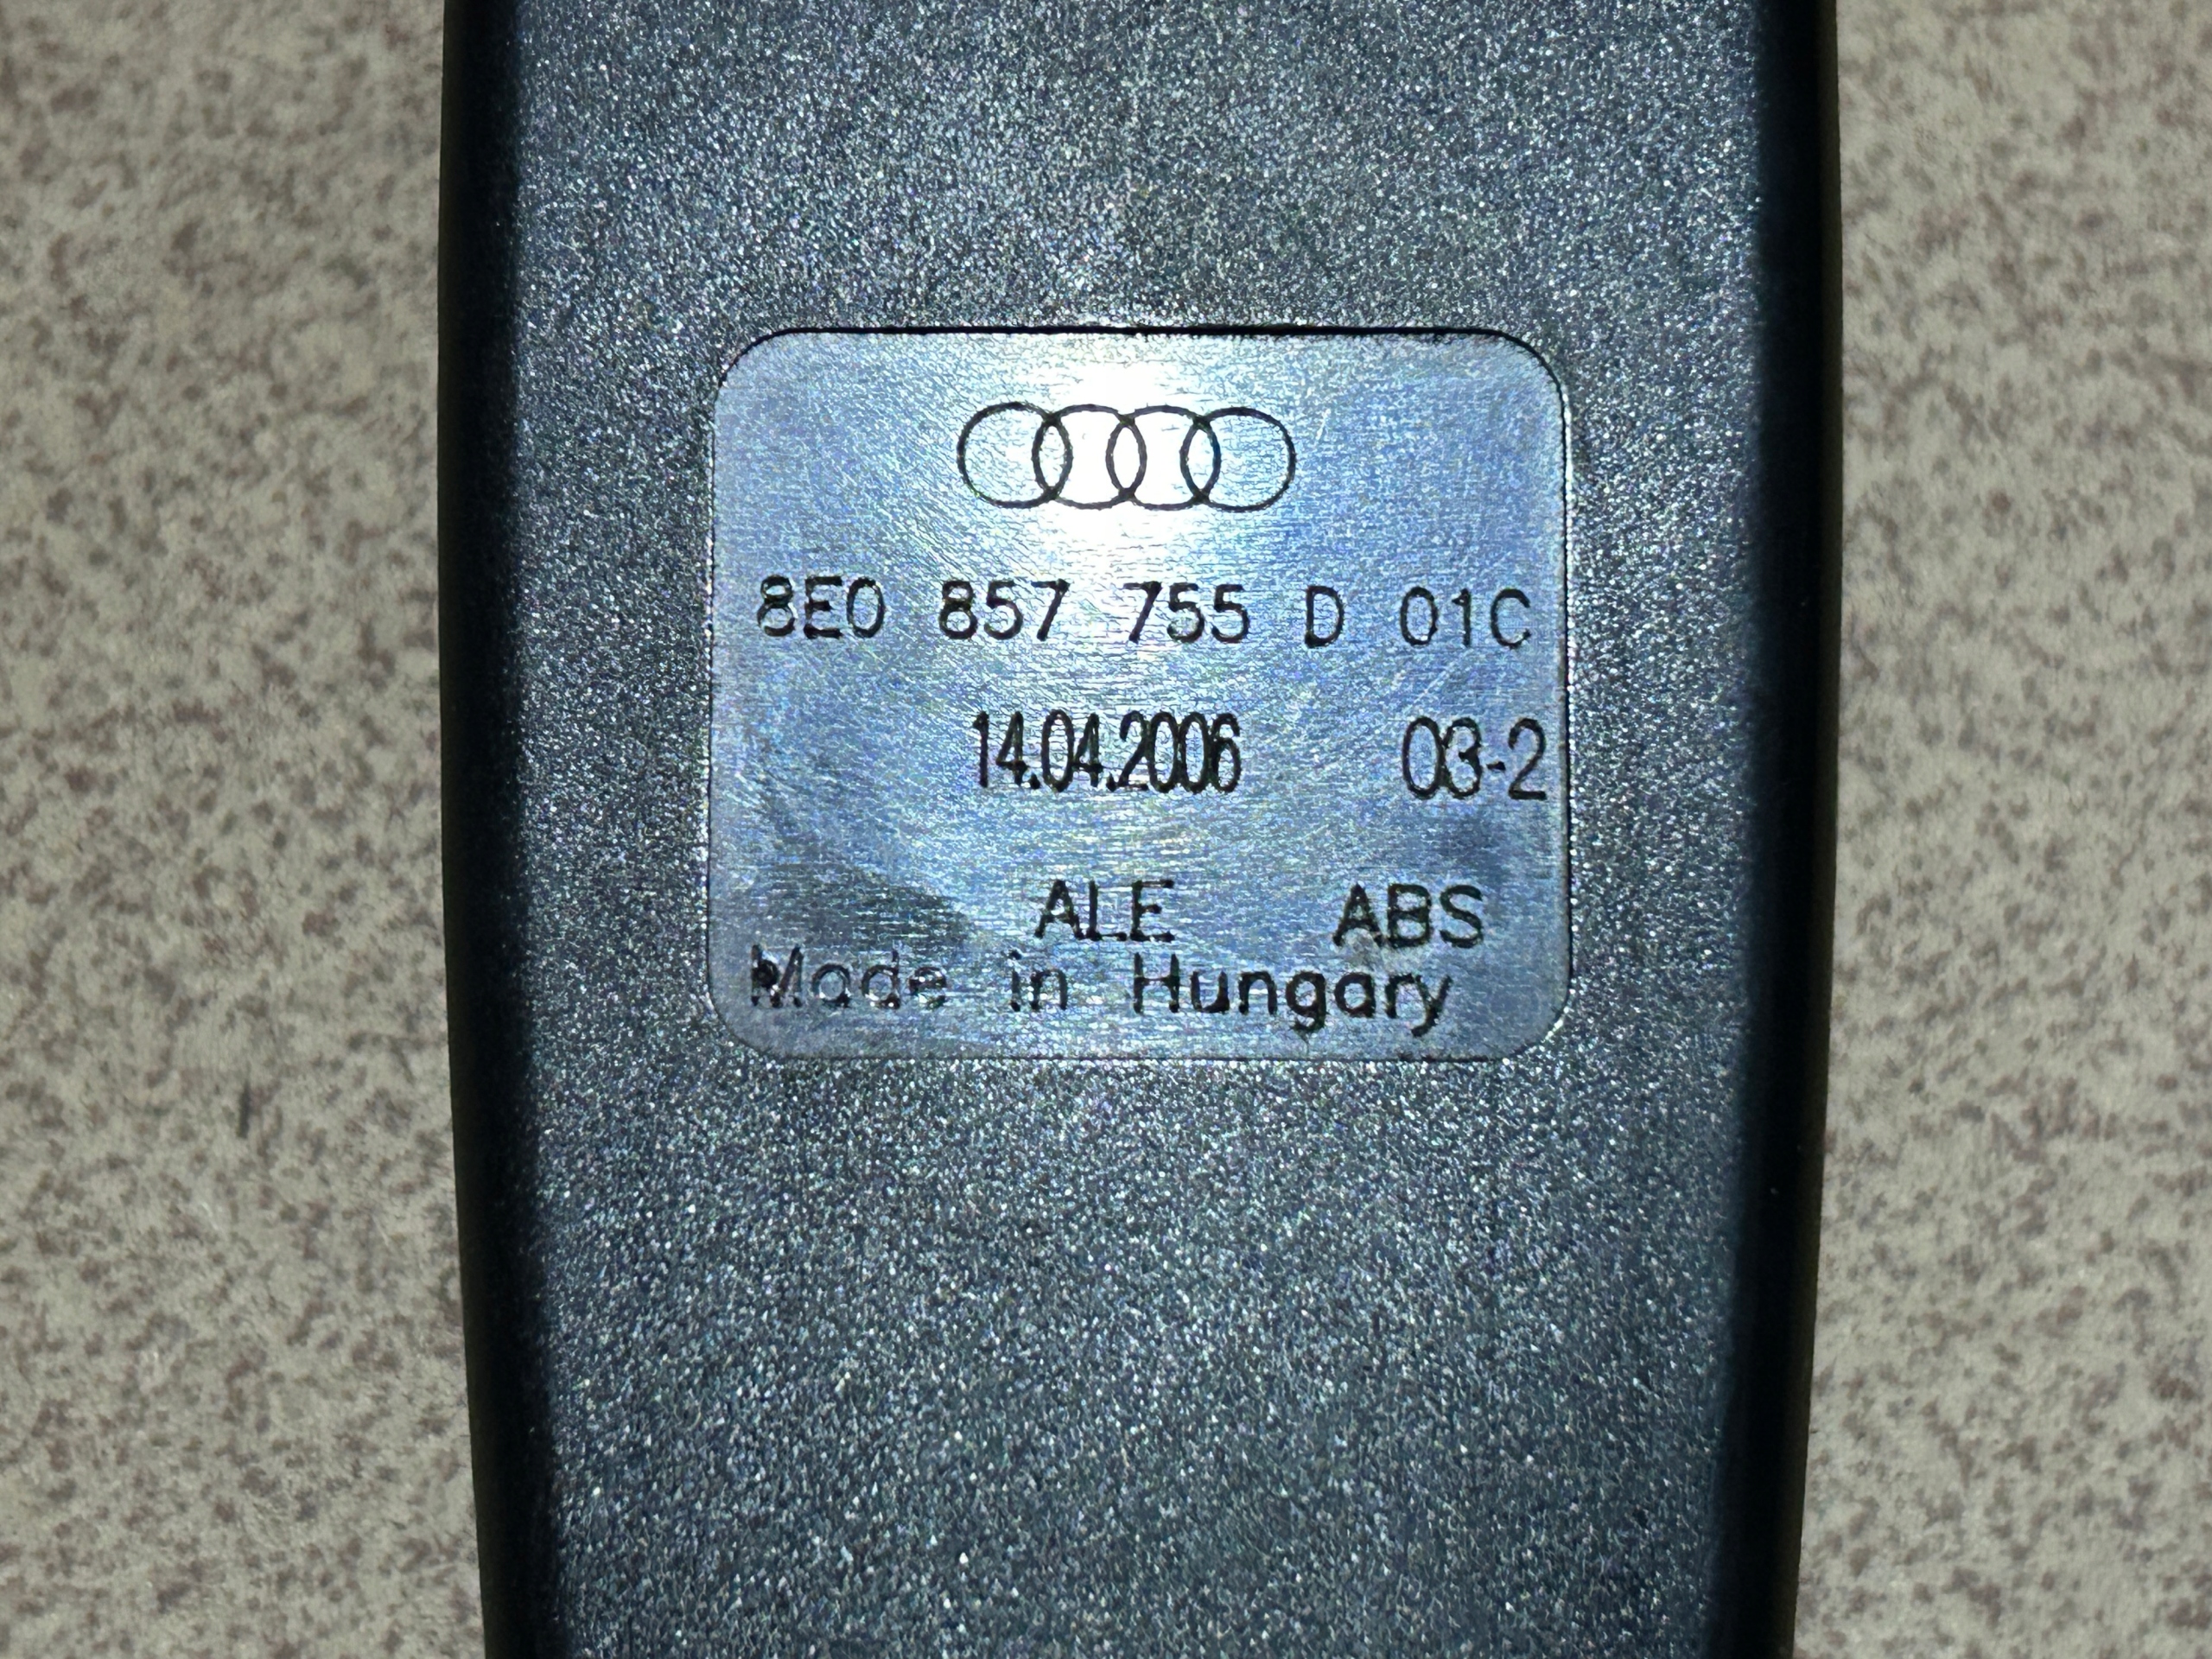 8E0 857 755 D 01C
14.04.2006 03-2
ALE ABS
Made in Hungary